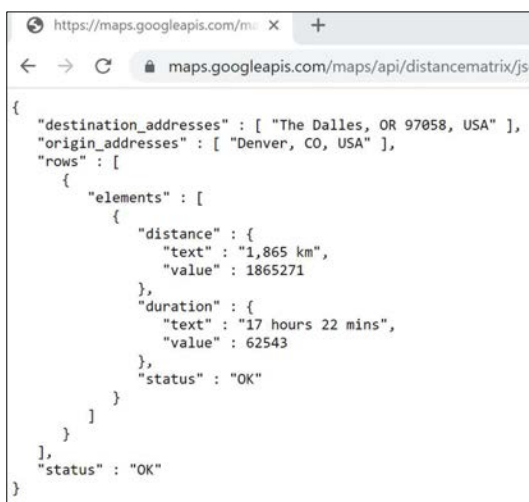 https://maps.googleapis.com/ma
maps.googleapis.com/maps/api/distancematrix/js
{
"destination_addresses" : [ "The Dalles, OR 97058, USA" ],
"origin_addresses" : [ "Denver, CO, USA" ],
"rows" : [
{
"elements" : [
{
"distance" : {
"text" : "1,865 km",
"value" : 1865271
},
"duration" : {
"text" : "17 hours 22 mins",
"value" : 62543
},
"status" : "OK"
}
]
}
],
"status" : "OK"
}